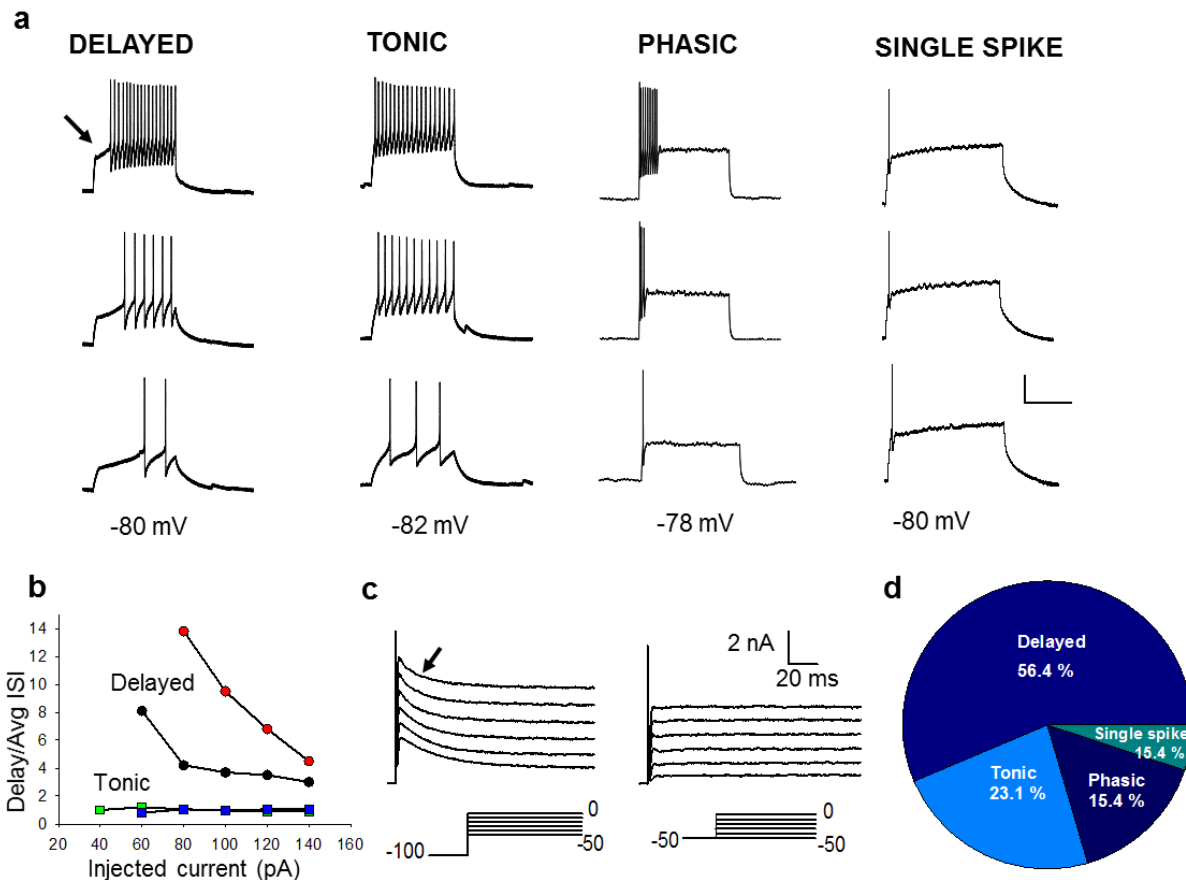 a
DELAYED TONIC PHASIC SINGLE SPIKE
-80 mV -82 mV -78 mV -80 mV
b
Delay/Avg ISI
14
12
10
8
6
4
2
0
Delayed
Tonic
20 40 60 80 100 120 140 160
Injected current (pA)
c
2 nA
20 ms
0
-50
-100
0
-50
-50
d
Delayed
56.4 %
Single spike
15.4 %
Phasic
15.4 %
Tonic
23.1 %